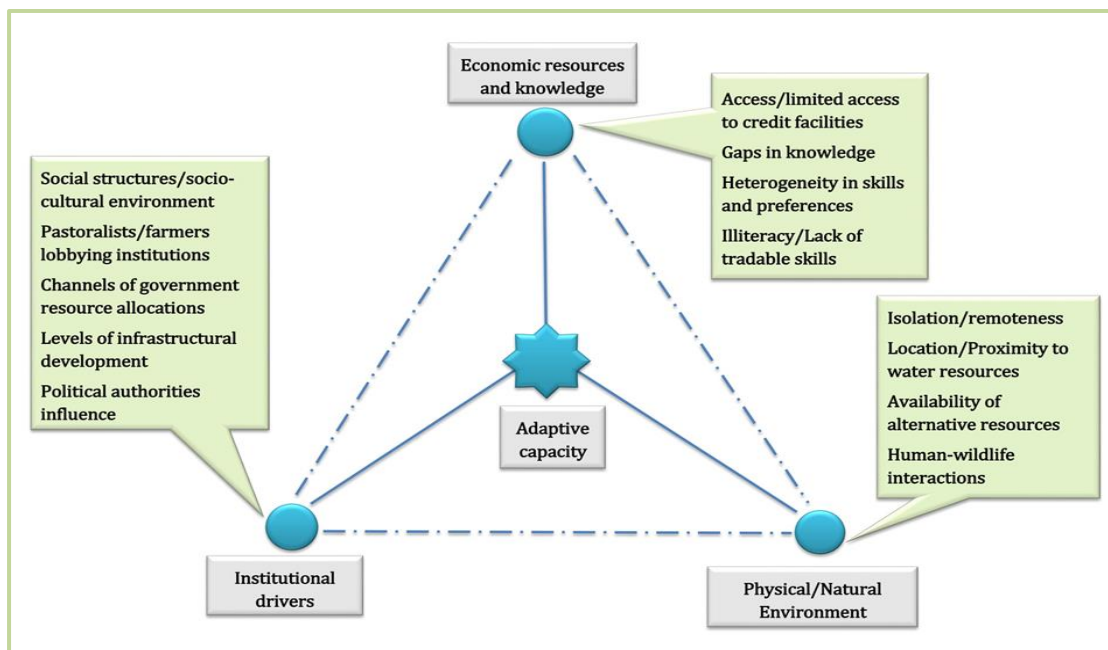 Economic resources
and knowledge
Access/limited access
to credit facilities
Gaps in knowledge
Heterogeneity in skills
and preferences
Illiteracy/Lack of
tradable skills
Social structures/socio-
cultural environment
Pastoralists/farmers
lobbying institutions
Channels of government
resource allocations
Levels of infrastructural
development
Political authorities
influence
Isolation/remoteness
Location/Proximity to
water resources
Availability of
alternative resources
Human-wildlife
interactions
Adaptive
capacity
Institutional
drivers
Physical/Natural
Environment